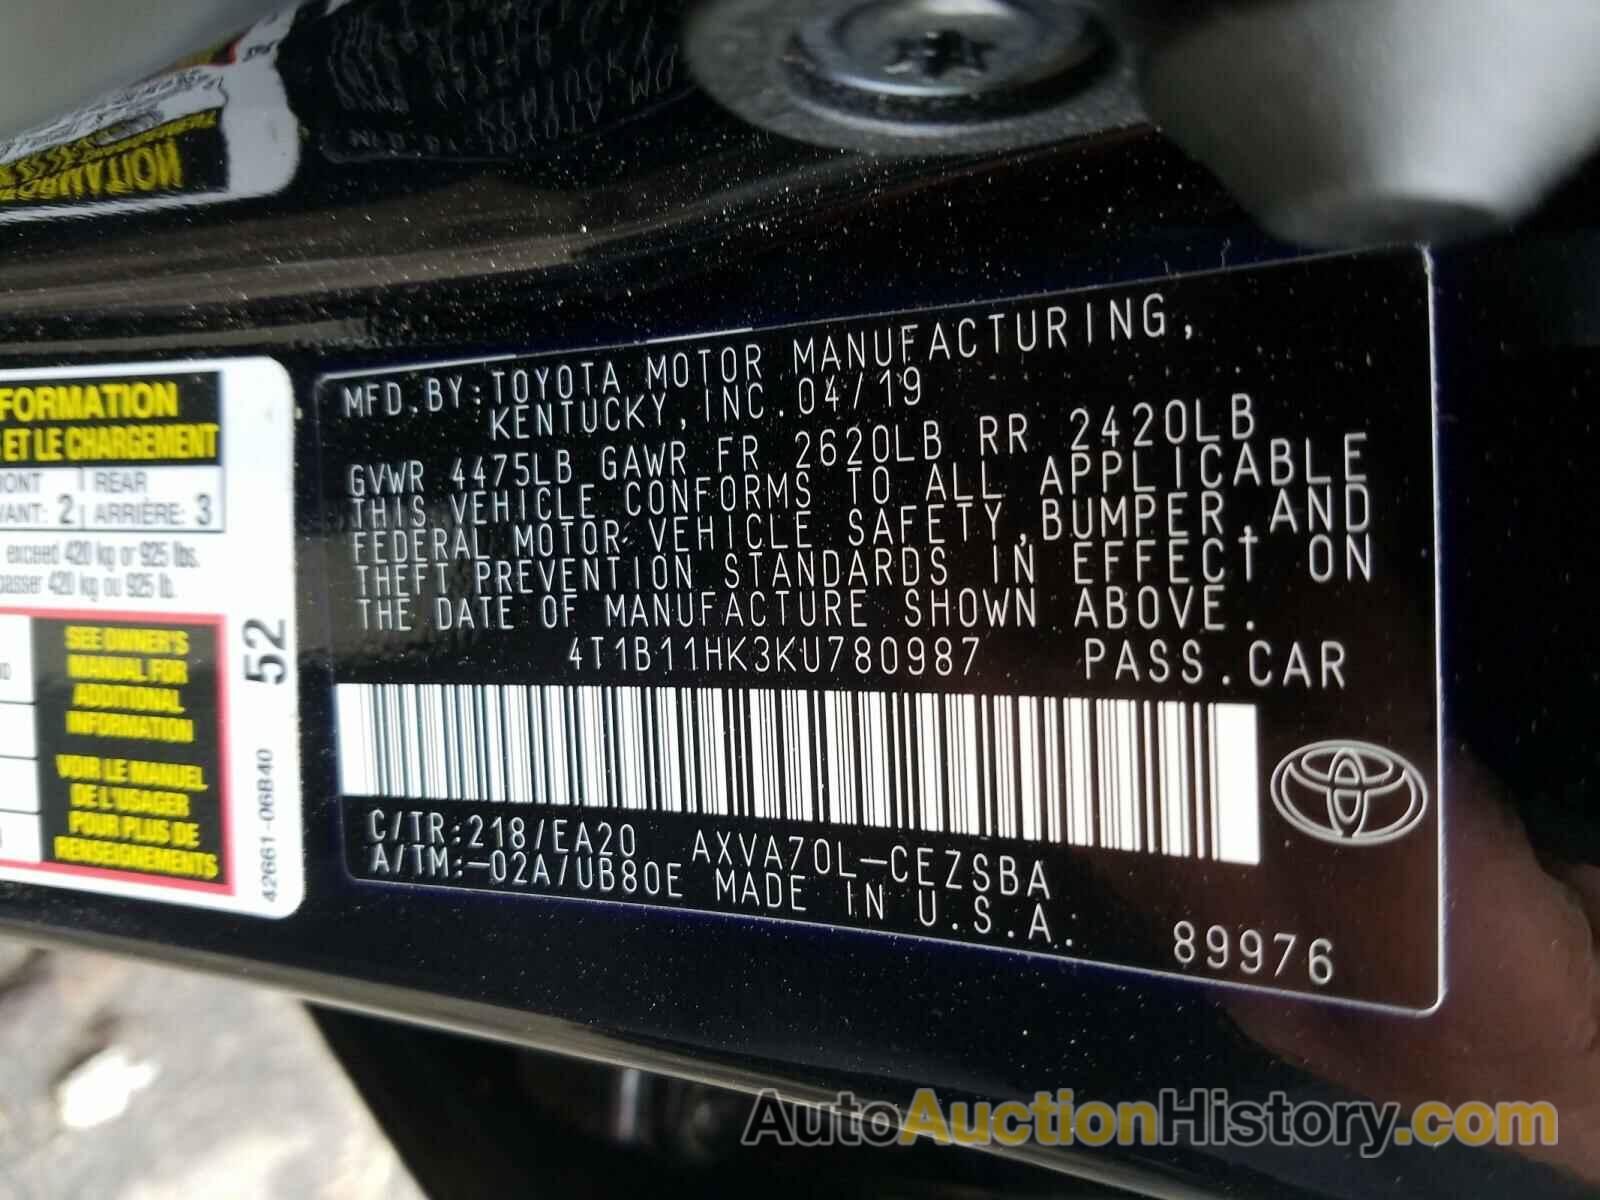 NOITAMRO
FORMATION
ET LE CHARGEMENT
REAR
VANT: 2 ARRIÈRE: 3
exceed 420 kg or 925 lbs.
passer 420 kg ou 925 lb.
SEE OWNER'S
MANUAL FOR
ADDITIONAL
INFORMATION
VOIR LE MANUEL
DE L'USAGER
POUR PLUS DE
RENSEIGNEMENTS
52
42661-06B40
MFD.BY:TOYOTA MOTOR MANUFACTURING,
KENTUCKY,INC.04/19
GVWR 4475LB GAWR FR 2620LB RR 2420LB
THIS VEHICLE CONFORMS TO ALL APPLICABLE
FEDERAL MOTOR VEHICLE SAFETY,BUMPER,AND
THEFT PREVENTION STANDARDS IN EFFECT ON
THE DATE OF MANUFACTURE SHOWN ABOVE.
4T1B11HK3KU780987 PASS.CAR
C/TR:218/EA20 AXVA70L-CEZSBA
A/TM:-02A/UB80E MADE IN U.S.A.
89976
AutoAuctionHistory.com